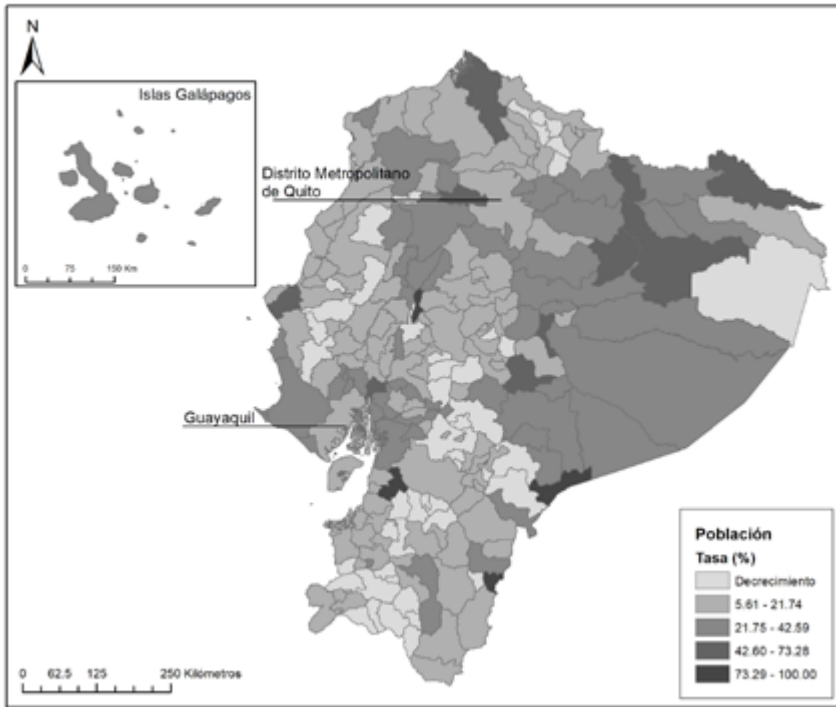 N
Islas Galápagos
0 75 150 Km
Distrito Metropolitano
de Quito
Guayaquil
Población
Tasa (%)
Decrecimiento
5.61 - 21.74
21.75 - 42.59
42.60 - 73.28
73.29 - 100.00
0 62.5 125 250 Kilómetros